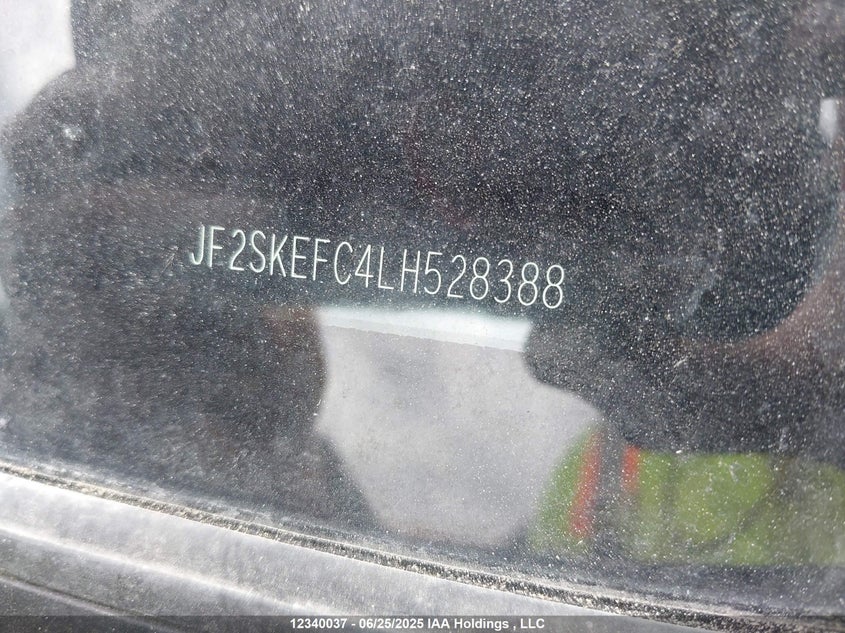 JF2SKEFC4LH528388
12340037 - 06/25/2025 IAA Holdings , LLC